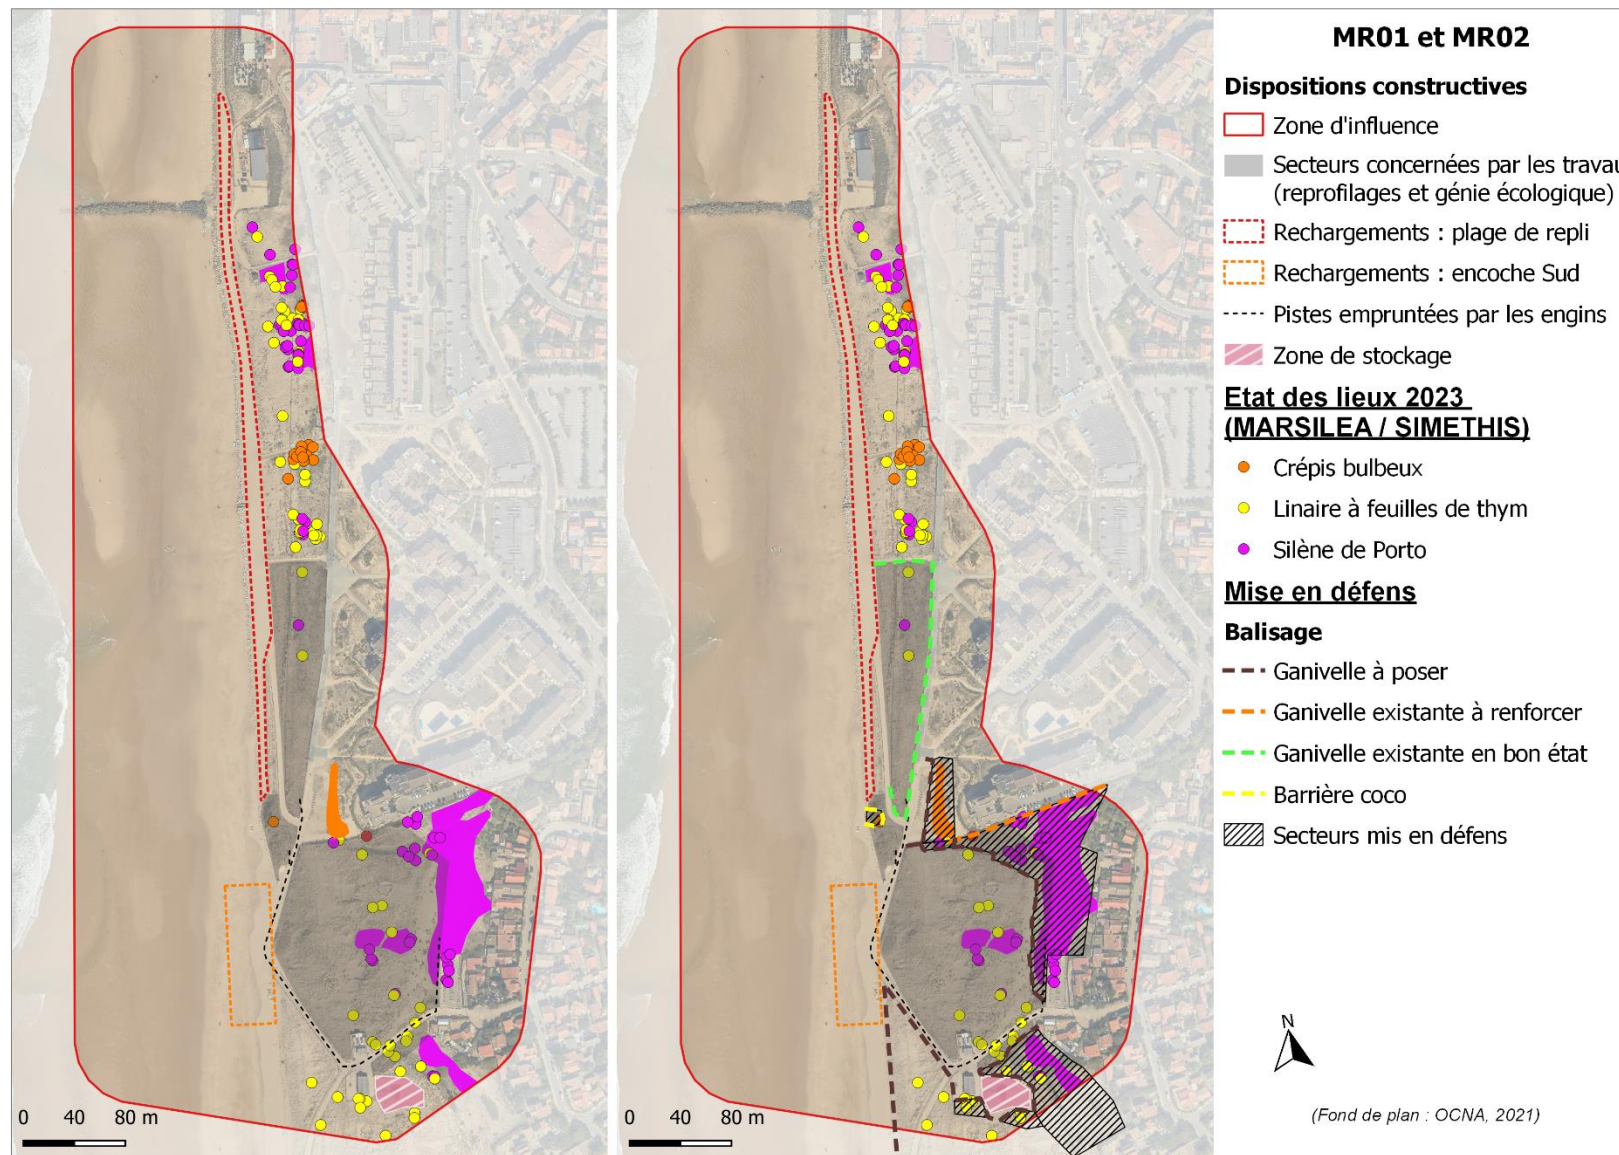 MR01 et MR02
Dispositions constructives
Zone d'influence
Secteurs concernées par les travau
(reprofilages et génie écologique)
Rechargements : plage de repli
Rechargements : encoche Sud
Pistes empruntées par les engins
Zone de stockage
Etat des lieux 2023
(MARSILEA / SIMETHIS)
Crépis bulbeux
Linaire à feuilles de thym
Silène de Porto
Mise en défens
Balisage
Ganivelle à poser
Ganivelle existante à renforcer
Ganivelle existante en bon état
Barrière coco
Secteurs mis en défens
N
(Fond de plan : OCNA, 2021)
0 40 80 m
0 40 80 m